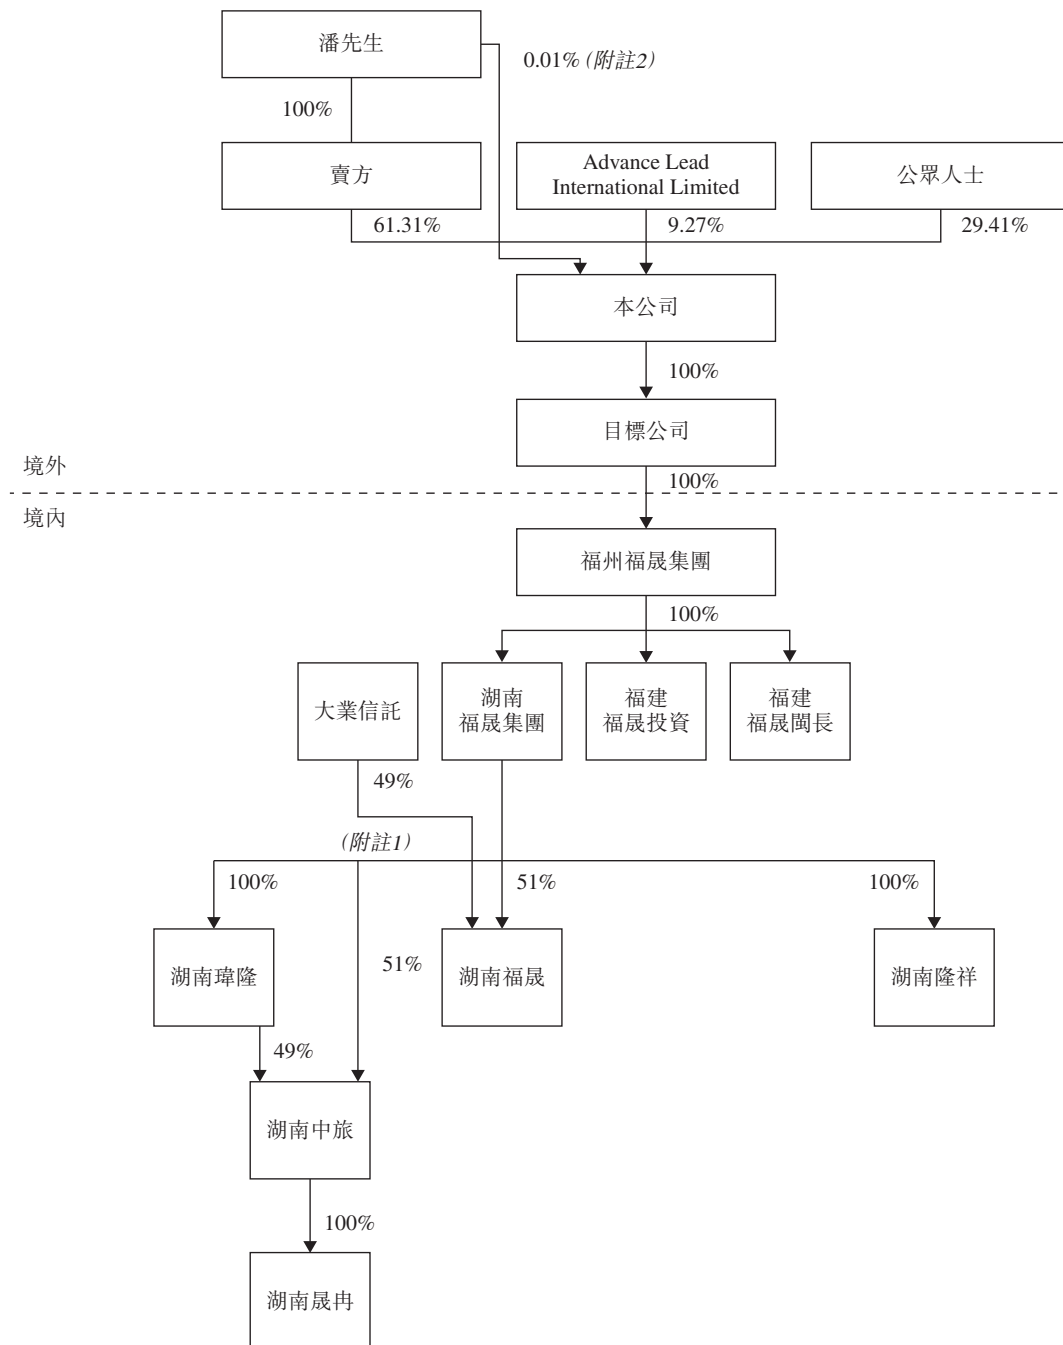 潘先生
0.01% (附註2)
100%
賣方
Advance Lead
International Limited
公眾人士
61.31%
9.27%
29.41%
本公司
100%
目標公司
境外
100%
境內
福州福晟集團
100%
大業信託
湖南
福晟集團
福建
福晟投資
福建
福晟閩長
49%
(附註1)
100%
51%
100%
湖南瑋隆
51%
湖南福晟
湖南隆祥
49%
湖南中旅
100%
湖南晟冉